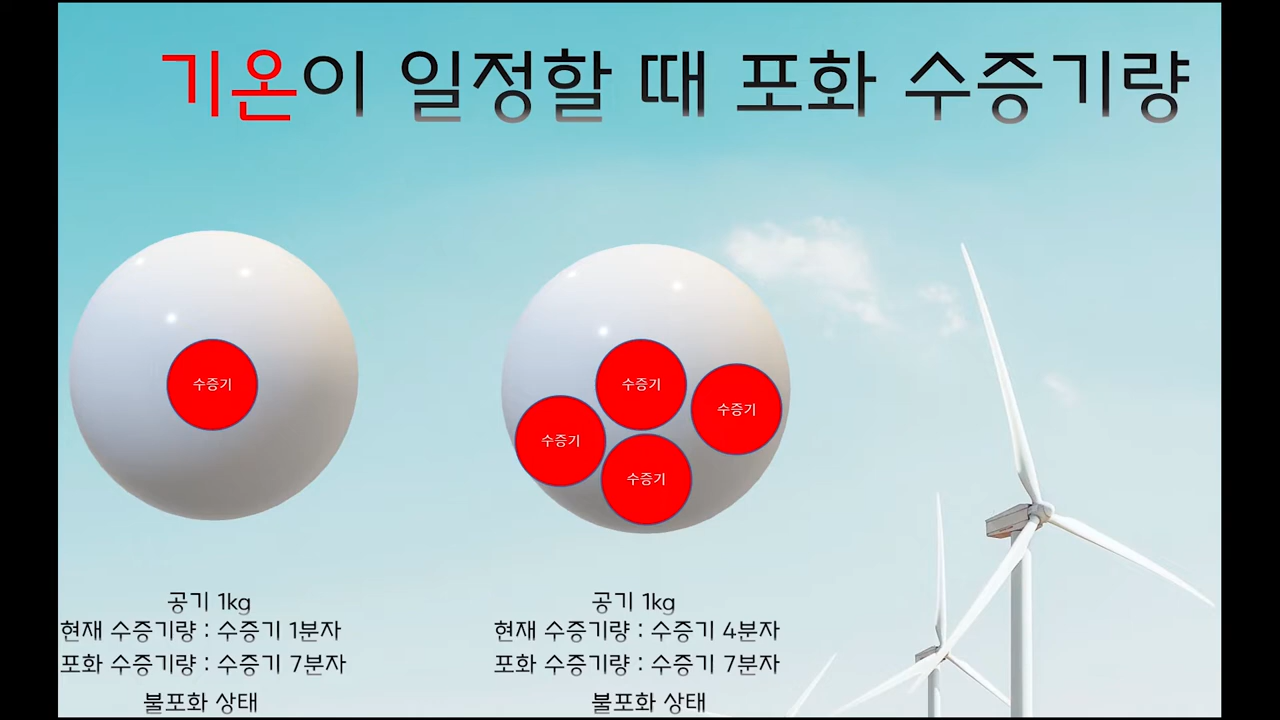 기온이 일정할 때 포화 수증기량
수증기
수증기
수증기
수증기
수증기
공기 1kg
현재 수증기량 : 수증기 1분자
포화 수증기량 : 수증기 7분자
불포화 상태
공기 1kg
현재 수증기량 : 수증기 4분자
포화 수증기량 : 수증기 7분자
불포화 상태